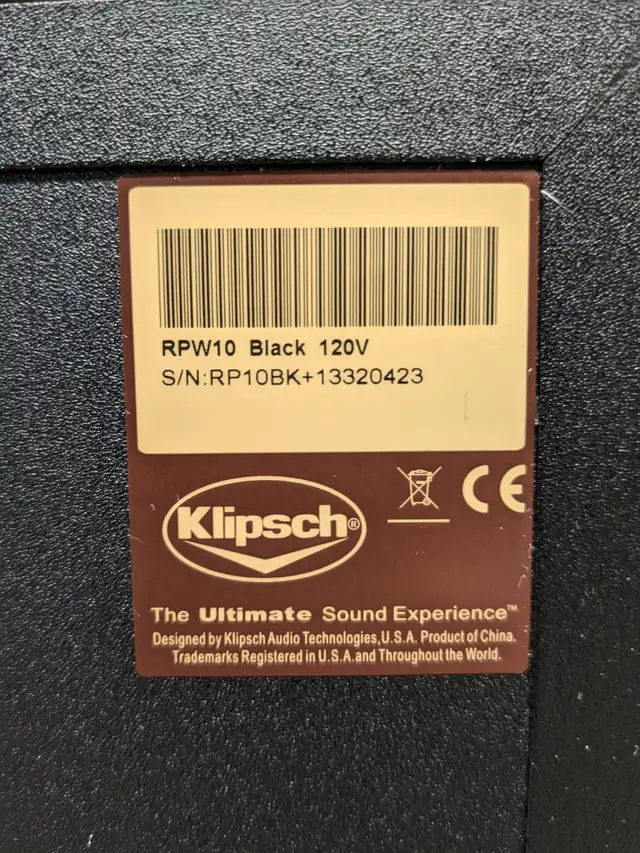 RPW10 Black 120V
S/N:RP10BK+13320423
CE
Klipsch®
The Ultimate Sound Experience™
Designed by Klipsch Audio Technologies, U.S.A. Product of China.
Trademarks Registered in U.S.A. and Throughout the World.